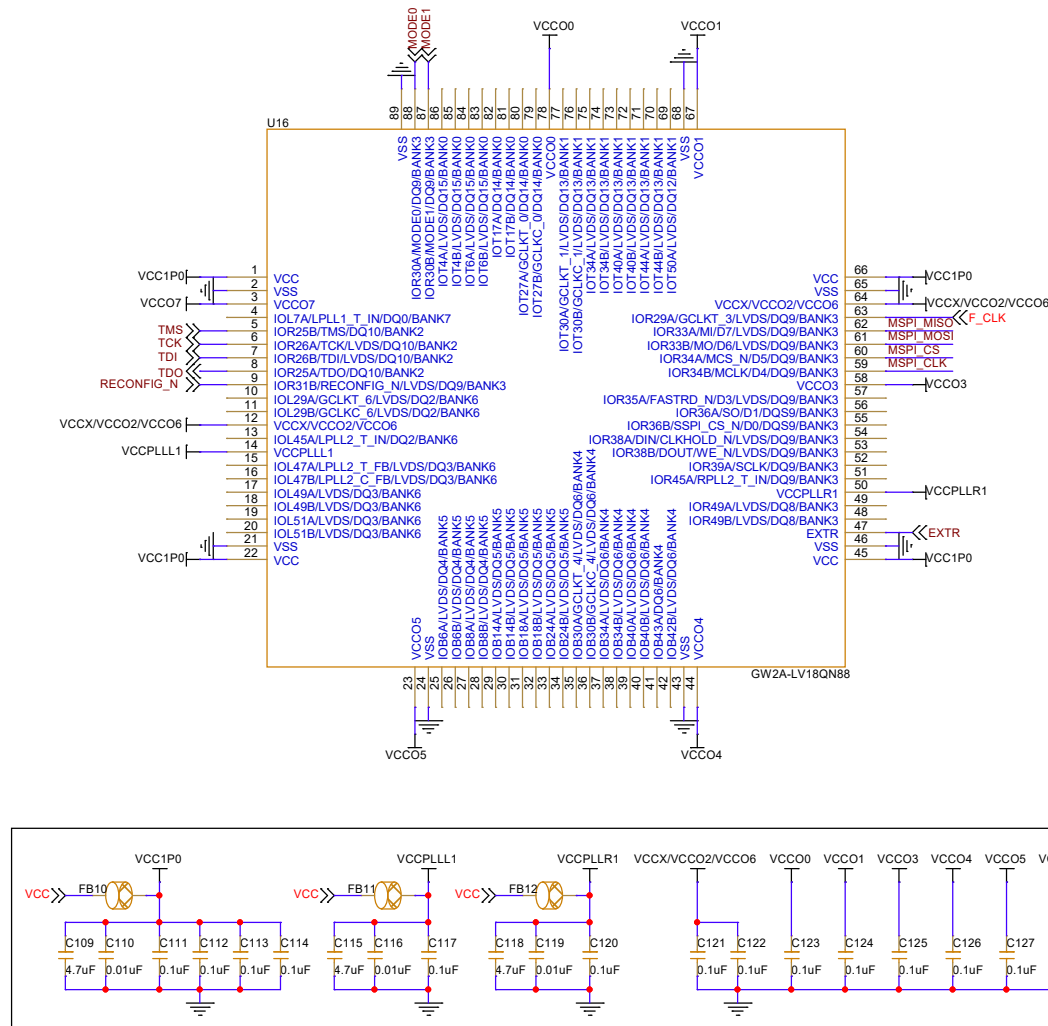 MODE0
MODE1
VCCO0
VCCO1
89
88
87
86
85
84
83
82
81
80
79
78
77
76
75
74
73
72
71
70
69
68
67
U16
VSS
IOR30A/MODE0/DQ9/BANK3
IOR30B/MODE1/DQ9/BANK3
IOT4A/LVDS/DQ15/BANK0
IOT4B/LVDS/DQ15/BANK0
IOT6A/LVDS/DQ15/BANK0
IOT6B/LVDS/DQ15/BANK0
IOT17A/DQ14/BANK0
IOT17B/DQ14/BANK0
IOT27A/GCLKT_0/DQ14/BANK0
IOT27B/GCLKC_0/DQ14/BANK0
VCCO0
IOT30A/GCLKT_1/LVDS/DQ13/BANK1
IOT30B/GCLKC_1/LVDS/DQ13/BANK1
IOT34A/LVDS/DQ13/BANK1
IOT34B/LVDS/DQ13/BANK1
IOT40A/LVDS/DQ13/BANK1
IOT40B/LVDS/DQ13/BANK1
IOT44A/LVDS/DQ13/BANK1
IOT44B/LVDS/DQ13/BANK1
IOT50A/LVDS/DQ12/BANK1
VSS
VCCO1
VCC1P0 1 VCC
2 VSS
VCCO7 3 VCCO7
4 IOL7A/LPLL1_T_IN/DQ0/BANK7
TMS 5 IOR25B/TMS/DQ10/BANK2
TCK 6 IOR26A/TCK/LVDS/DQ10/BANK2
TDI 7 IOR26B/TDI/LVDS/DQ10/BANK2
TDO 8 IOR25A/TDO/DQ10/BANK2
RECONFIG_N 9 IOR31B/RECONFIG_N/LVDS/DQ9/BANK3
10 IOL29A/GCLKT_6/LVDS/DQ2/BANK6
11 IOL29B/GCLKC_6/LVDS/DQ2/BANK6
VCCX/VCCO2/VCCO6 12 VCCX/VCCO2/VCCO6
13 IOL45A/LPLL2_T_IN/DQ2/BANK6
VCCPLLL1 14 VCCPLLL1
15 IOL47A/LPLL2_T_FB/LVDS/DQ3/BANK6
16 IOL47B/LPLL2_C_FB/LVDS/DQ3/BANK6
17 IOL49A/LVDS/DQ3/BANK6
18 IOL49B/LVDS/DQ3/BANK6
19 IOL51A/LVDS/DQ3/BANK6
20 IOL51B/LVDS/DQ3/BANK6
21 VSS
VCC1P0 22 VCC
VCC 66 VCC1P0
VSS 65
VCCX/VCCO2/VCCO6 64 VCCX/VCCO2/VCCO6
IOR29A/GCLKT_3/LVDS/DQ9/BANK3 63 F_CLK
IOR33A/MI/D7/LVDS/DQ9/BANK3 62 MSPI_MISO
IOR33B/MO/D6/LVDS/DQ9/BANK3 61 MSPI_MOSI
IOR34A/MCS_N/D5/DQ9/BANK3 60 MSPI_CS
IOR34B/MCLK/D4/DQ9/BANK3 59 MSPI_CLK
VCCO3 58 VCCO3
IOR35A/FASTRD_N/D3/LVDS/DQ9/BANK3 57
IOR36A/SO/D1/DQS9/BANK3 56
IOR36B/SSPI_CS_N/D0/DQS9/BANK3 55
IOR38A/DIN/CLKHOLD_N/LVDS/DQ9/BANK3 54
IOR38B/DOUT/WE_N/LVDS/DQ9/BANK3 53
IOR39A/SCLK/DQ9/BANK3 52
IOR45A/RPLL2_T_IN/DQ9/BANK3 51
VCCPLLR1 50 VCCPLLR1
IOR49A/LVDS/DQ8/BANK3 49
IOR49B/LVDS/DQ8/BANK3 48
EXTR 47 EXTR
VSS 46
VCC 45 VCC1P0
VCCO5
VSS
IOB6A/LVDS/DQ4/BANK5
IOB6B/LVDS/DQ4/BANK5
IOB8A/LVDS/DQ4/BANK5
IOB8B/LVDS/DQ4/BANK5
IOB14A/LVDS/DQ5/BANK5
IOB14B/LVDS/DQ5/BANK5
IOB18A/LVDS/DQ5/BANK5
IOB18B/LVDS/DQ5/BANK5
IOB24A/LVDS/DQ5/BANK5
IOB24B/LVDS/DQ5/BANK5
IOB30A/GCLKT_4/LVDS/DQ6/BANK4
IOB30B/GCLKC_4/LVDS/DQ6/BANK4
IOB34A/LVDS/DQ6/BANK4
IOB34B/LVDS/DQ6/BANK4
IOB40A/LVDS/DQ6/BANK4
IOB40B/LVDS/DQ6/BANK4
IOB43A/DQ6/BANK4
IOB42B/LVDS/DQ6/BANK4
VSS
VCCO4
GW2A-LV18QN88
23
24
25
26
27
28
29
30
31
32
33
34
35
36
37
38
39
40
41
42
43
44
VCCO5
VCCO4
VCC1P0 VCCPLLL1 VCCPLLR1 VCCX/VCCO2/VCCO6 VCCO0 VCCO1 VCCO3 VCCO4 VCCO5
VCC FB10 VCC FB11 VCC FB12
C109 C110 C111 C112 C113 C114 C115 C116 C117 C118 C119 C120 C121 C122 C123 C124 C125 C126 C127
4.7uF 0.01uF 0.1uF 0.1uF 0.1uF 0.1uF 4.7uF 0.01uF 0.1uF 4.7uF 0.01uF 0.1uF 0.1uF 0.1uF 0.1uF 0.1uF 0.1uF 0.1uF 0.1uF